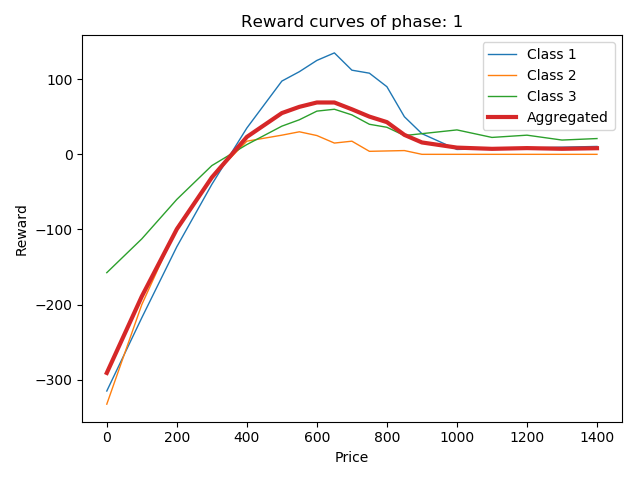 Reward curves of phase: 1
Class 1
Class 2
Class 3
Aggregated
Reward
100
0
−100
−200
−300
0 200 400 600 800 1000 1200 1400
Price